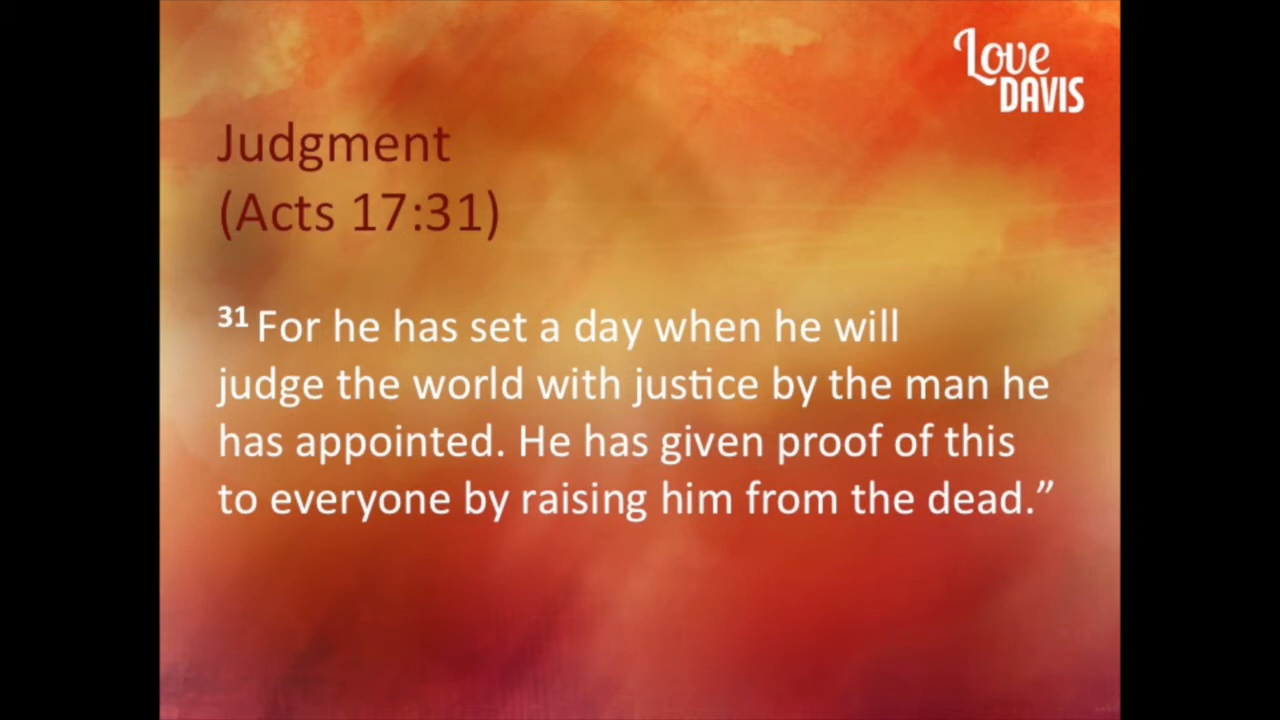 Love
DAVIS
Judgment
(Acts 17:31)
31 For he has set a day when he will
judge the world with justice by the man he
has appointed. He has given proof of this
to everyone by raising him from the dead.”